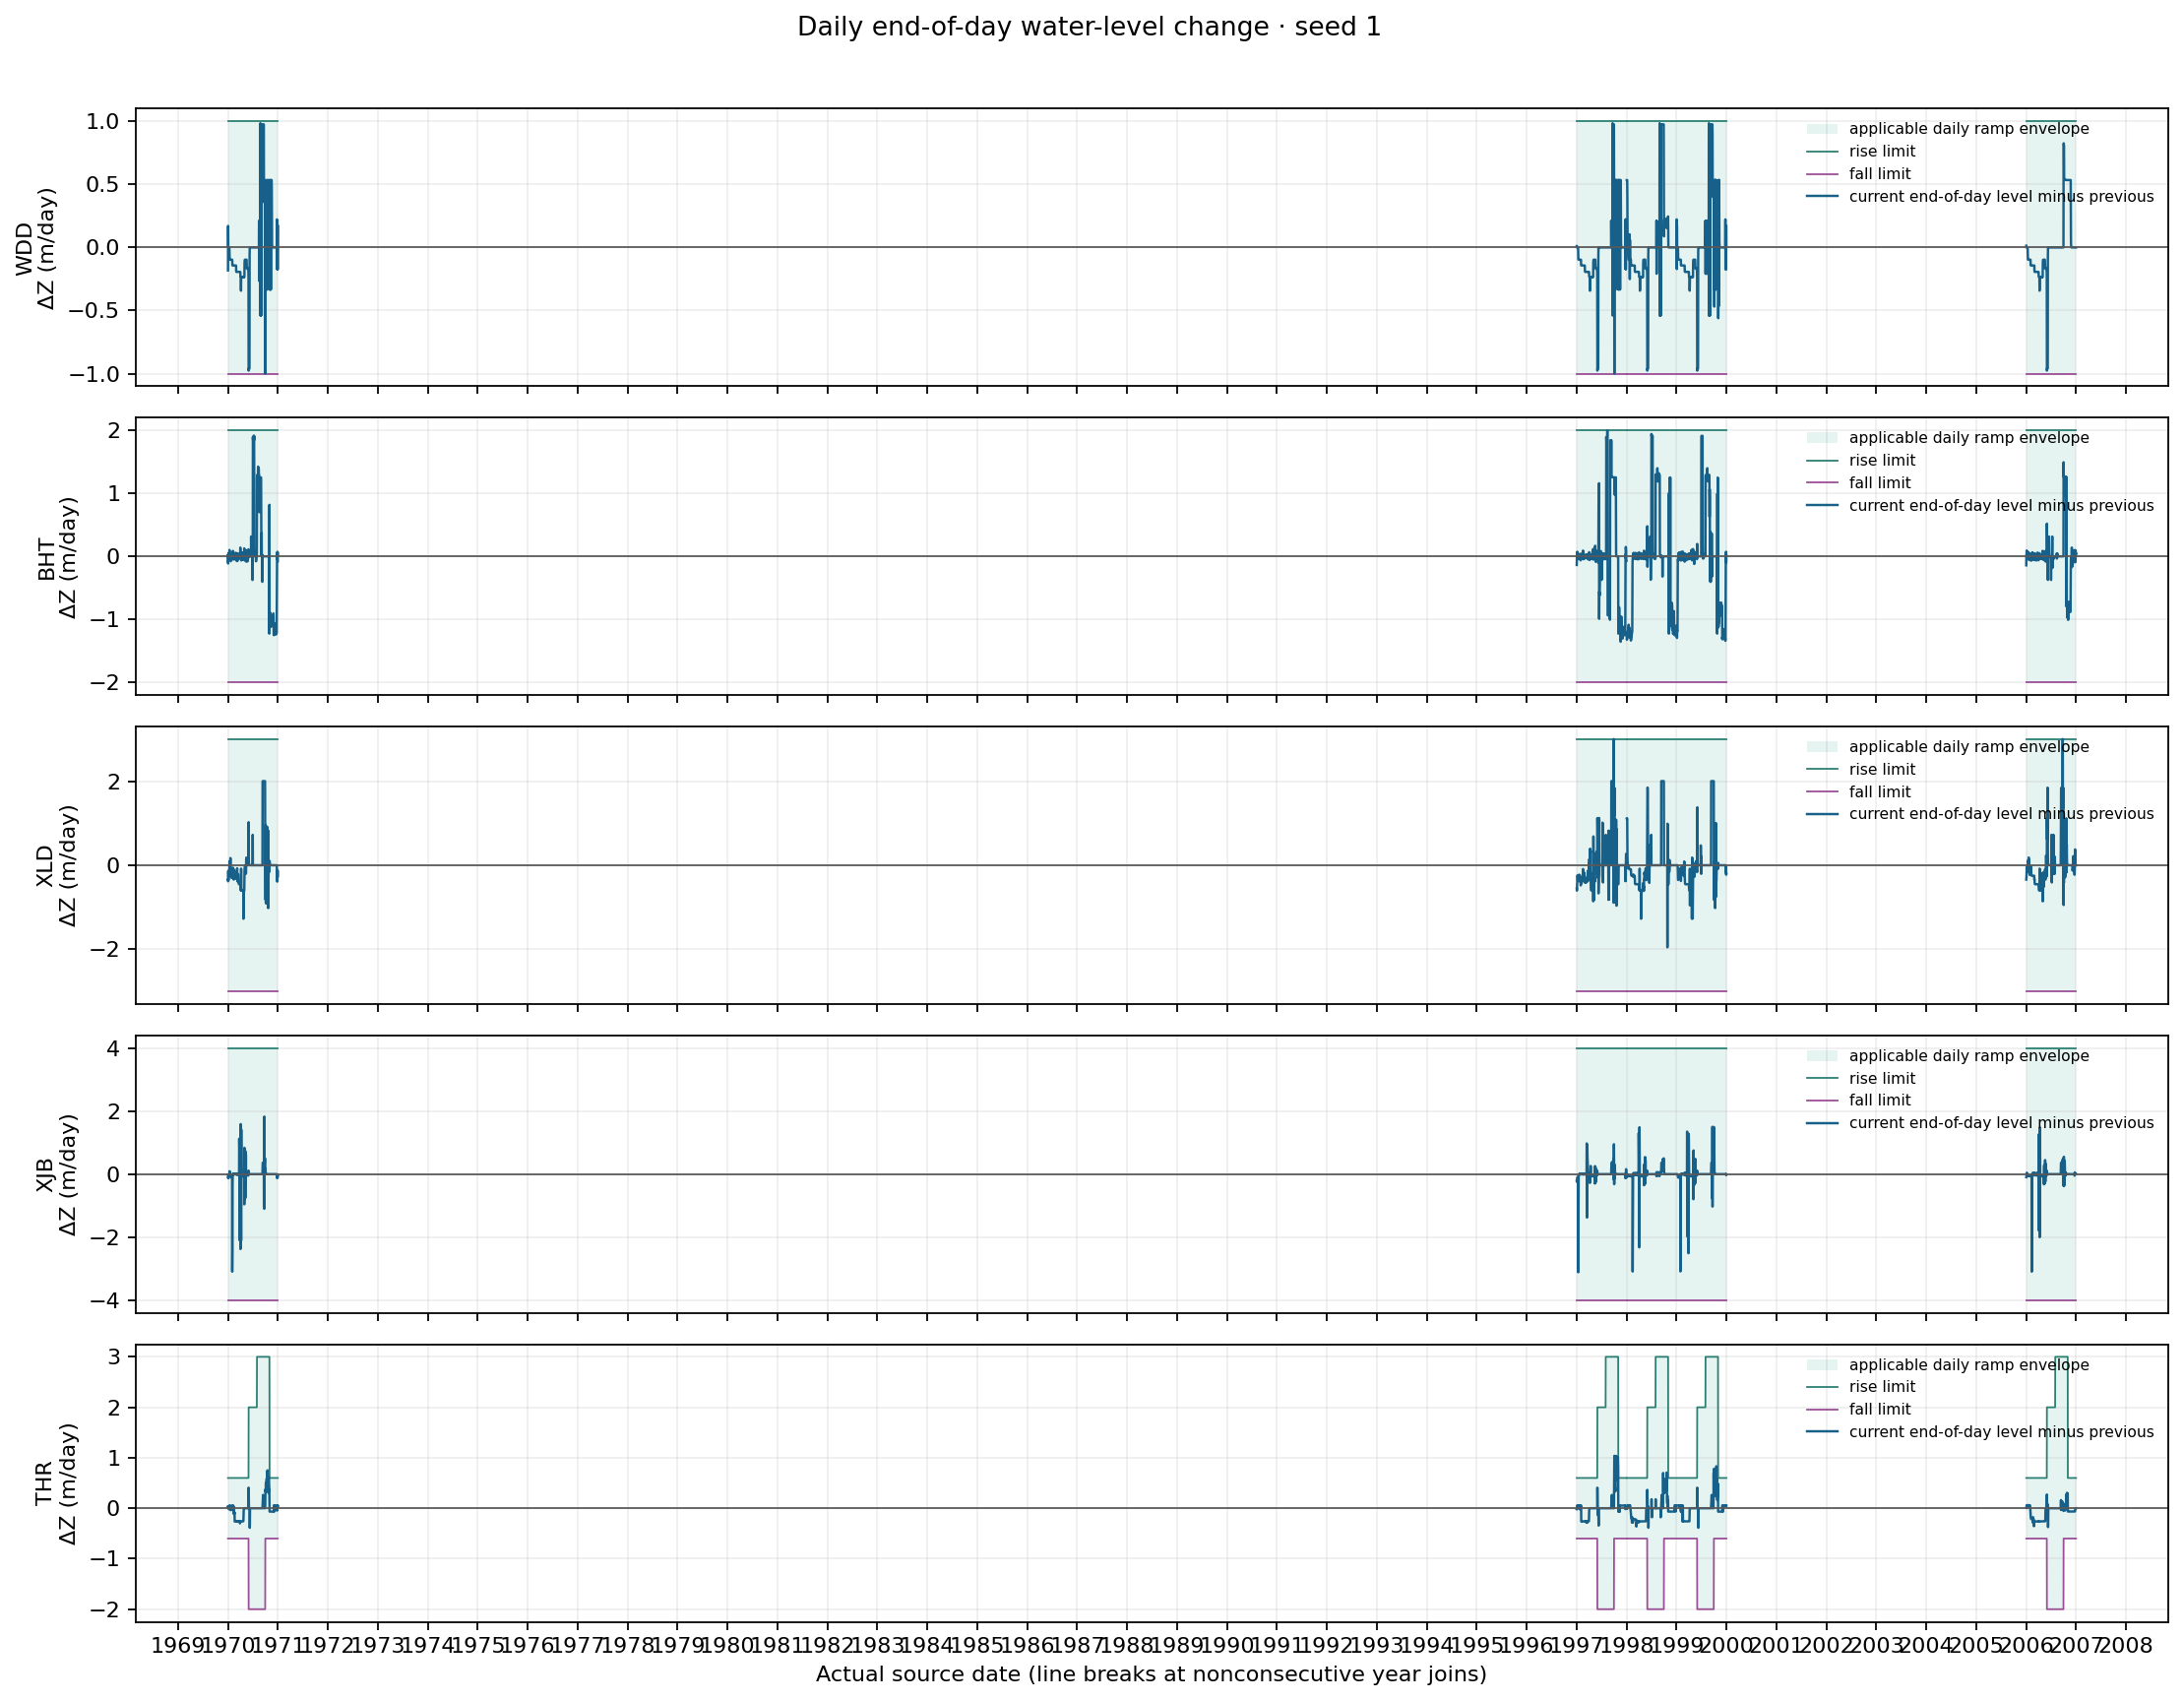 Daily end-of-day water-level change · seed 1
WDD
ΔZ (m/day)
1.0
0.5
0.0
−0.5
−1.0
applicable daily ramp envelope
rise limit
fall limit
current end-of-day level minus previous
BHT
ΔZ (m/day)
2
1
0
−1
−2
applicable daily ramp envelope
rise limit
fall limit
current end-of-day level minus previous
XLD
ΔZ (m/day)
2
0
−2
applicable daily ramp envelope
rise limit
fall limit
current end-of-day level minus previous
XJB
ΔZ (m/day)
4
2
0
−2
−4
applicable daily ramp envelope
rise limit
fall limit
current end-of-day level minus previous
THR
ΔZ (m/day)
3
2
1
0
−1
−2
applicable daily ramp envelope
rise limit
fall limit
current end-of-day level minus previous
1969 1970 1971 1972 1973 1974 1975 1976 1977 1978 1979 1980 1981 1982 1983 1984 1985 1986 1987 1988 1989 1990 1991 1992 1993 1994 1995 1996 1997 1998 1999 2000 2001 2002 2003 2004 2005 2006 2007 2008
Actual source date (line breaks at nonconsecutive year joins)